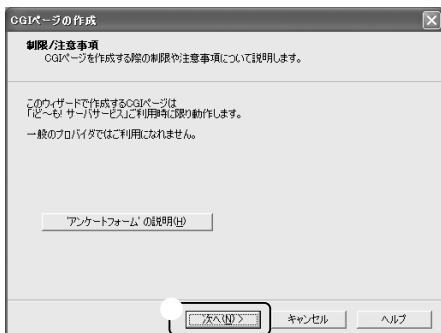 CGIページの作成
制限/注意事項
CGIページを作成する際の制限や注意事項について説明します。
このウィザードで作成するCGIページは
「ど～も! サーバサービス」ご利用時に限り動作します。
一般のプロバイダではご利用になれません。
'アンケートフォーム' の説明(H)
次へ(N) >
キャンセル
ヘルプ